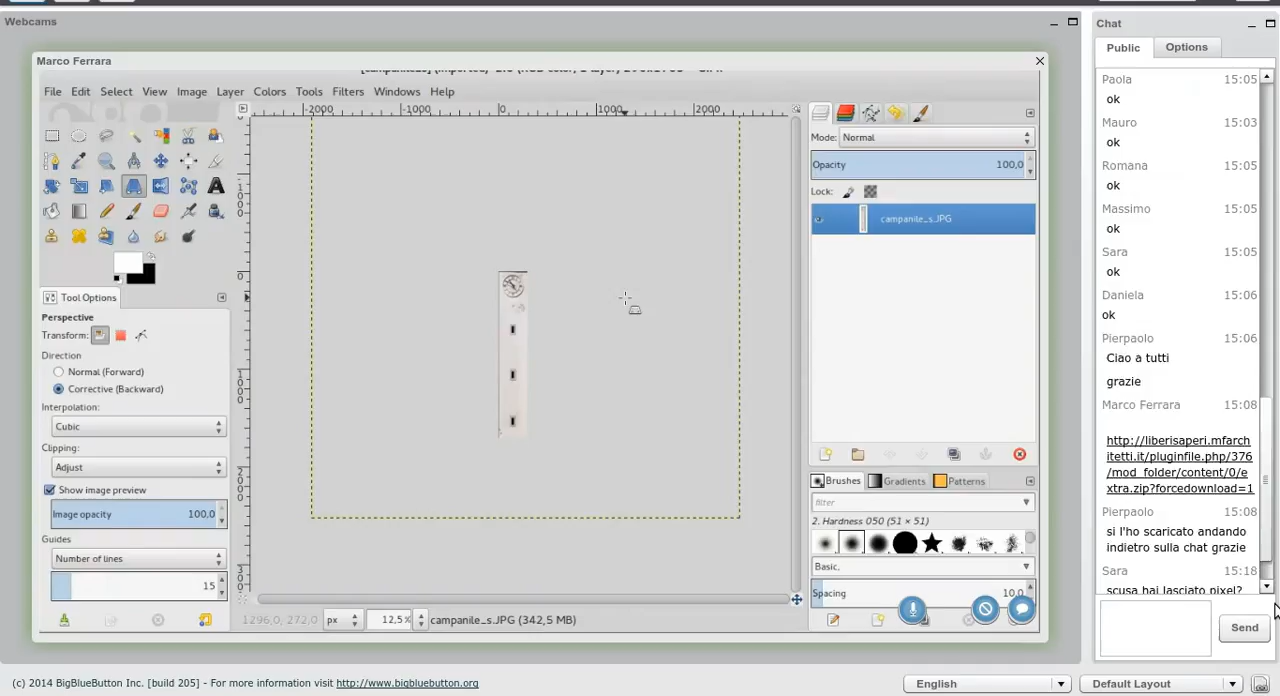 Webcams
Marco Ferrara
File Edit Select View Image Layer Colors Tools Filters Windows Help
-2000 -1000 0 1000 2000
Mode: Normal
Opacity 100,0
Lock:
campanile_s.JPG
Tool Options
Perspective
Transform:
Direction
Normal (Forward)
Corrective (Backward)
Interpolation:
Cubic
Clipping:
Adjust
Show image preview
Image opacity 100,0
Guides
Number of lines
15
Brushes Gradients Patterns
filter
2. Hardness 050 (51 × 51)
Basic.
Spacing 10,0
1296,0, 272,0 px 12,5% campanile_s.JPG (342,5 MB)
Chat
Public Options
Paola 15:05
ok
Mauro 15:03
ok
Romana 15:05
ok
Massimo 15:05
ok
Sara 15:05
ok
Daniela 15:06
ok
Pierpaolo 15:06
Ciao a tutti
grazie
Marco Ferrara 15:08
http://liberisaperi.mfarch
itetti.it/pluginfile.php/376
/mod_folder/content/0/e
xtra.zip?forcedownload=1
Pierpaolo 15:08
si l'ho scaricato andando
indietro sulla chat grazie
Sara 15:18
scusa hai lasciato pixel?
Send
(c) 2014 BigBlueButton Inc. [build 205] - For more information visit http://www.bigbluebutton.org
English
Default Layout